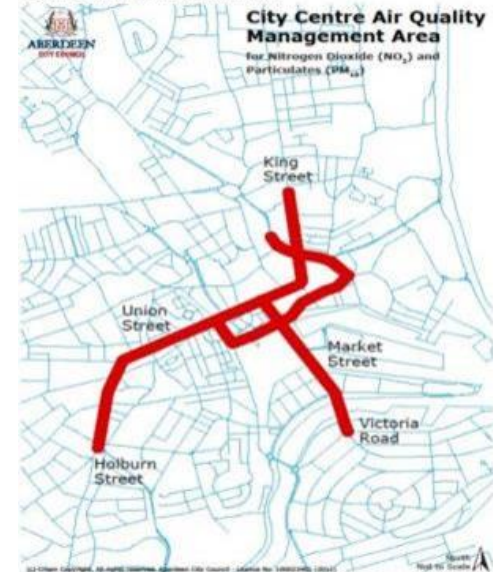 ABERDEEN
CITY COUNCIL
City Centre Air Quality
Management Area
for Nitrogen Dioxide (NO₂) and
Particulates (PM₁₀)
King
Street
Union
Street
Market
Street
Victoria
Road
Holburn
Street
North
Not to Scale